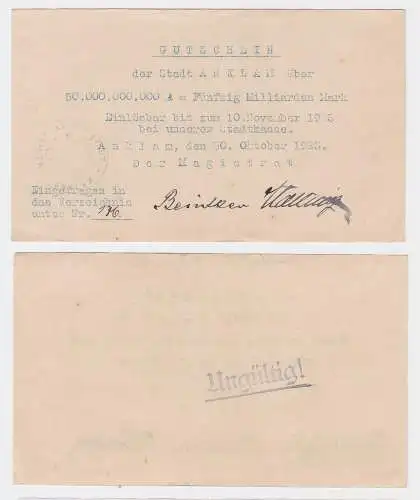 GUTSCHEIN
der Stadt ANKLAM über
50,000,000,000 M = Fünfzig Milliarden Mark
Einlösbar bis zum 10.November 1923
bei unserer Stadtkasse.
Anklam, den 30. Oktober 1923.
Der Magistrat
Eingetragen in
das Verzeichnis
unter Nr. 176
Ungültig!